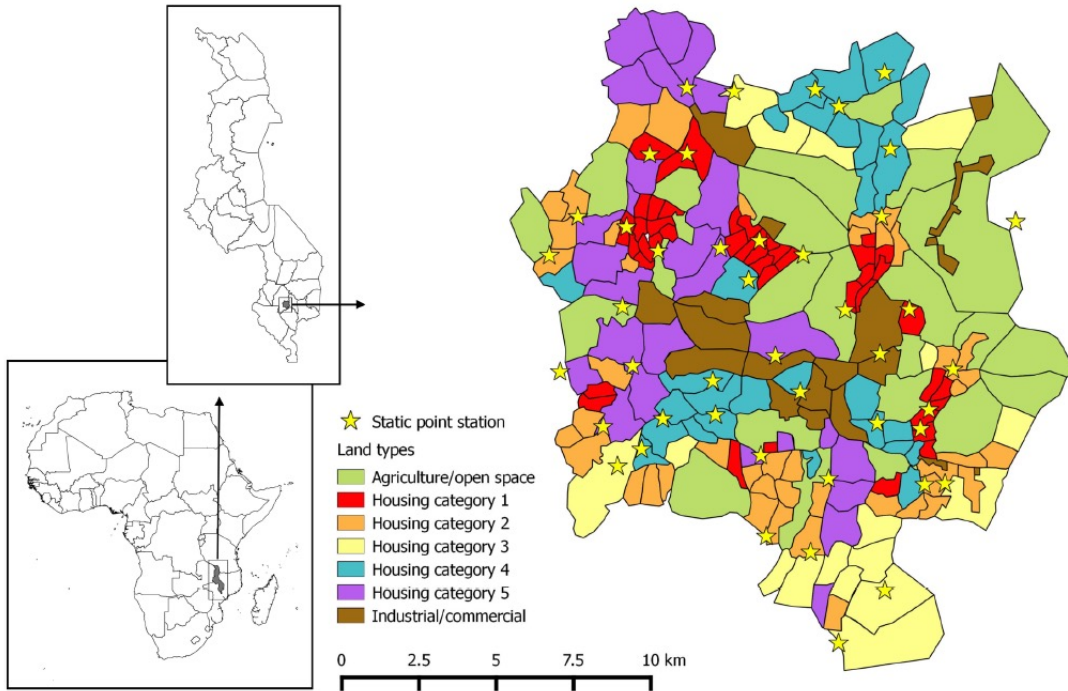 Static point station
Land types
Agriculture/open space
Housing category 1
Housing category 2
Housing category 3
Housing category 4
Housing category 5
Industrial/commercial
0 2.5 5 7.5 10 km